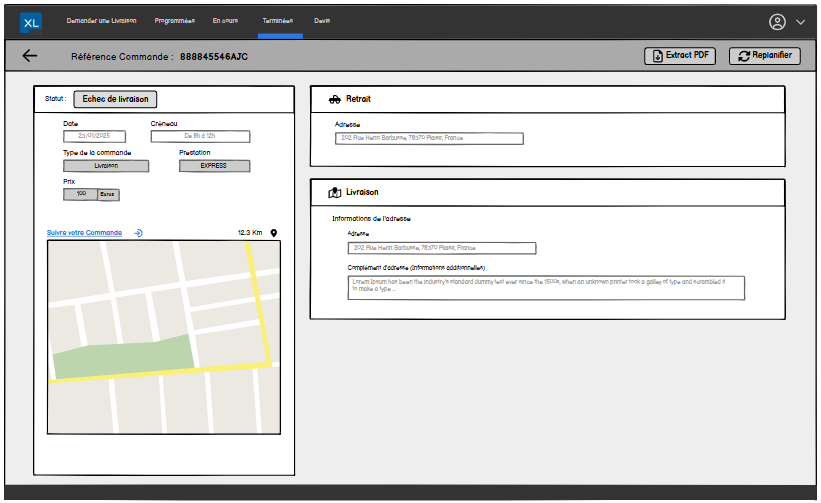 XL
Demander une Livraison Programmées En cours Terminées Devis
Référence Commande : 888845546AJC
Extract PDF
Replanifier
Statut : Echec de livraison
Date Créneau
23/01/2025 De 8h à 12h
Type de la commande Prestation
Livraison EXPRESS
Prix
100 Euros
Suivre votre Commande 12.3 Km
Retrait
Adresse
202 Rue Henri Barbusse, 78370 Plaisir, France
Livraison
Informations de l'adresse
Adresse
202 Rue Henri Barbusse, 78370 Plaisir, France
Complément d'adresse (Informations additionnelles)
Lorem Ipsum has been the industry's standard dummy text ever since the 1500s, when an unknown printer took a galley of type and scrambled it
to make a type ...